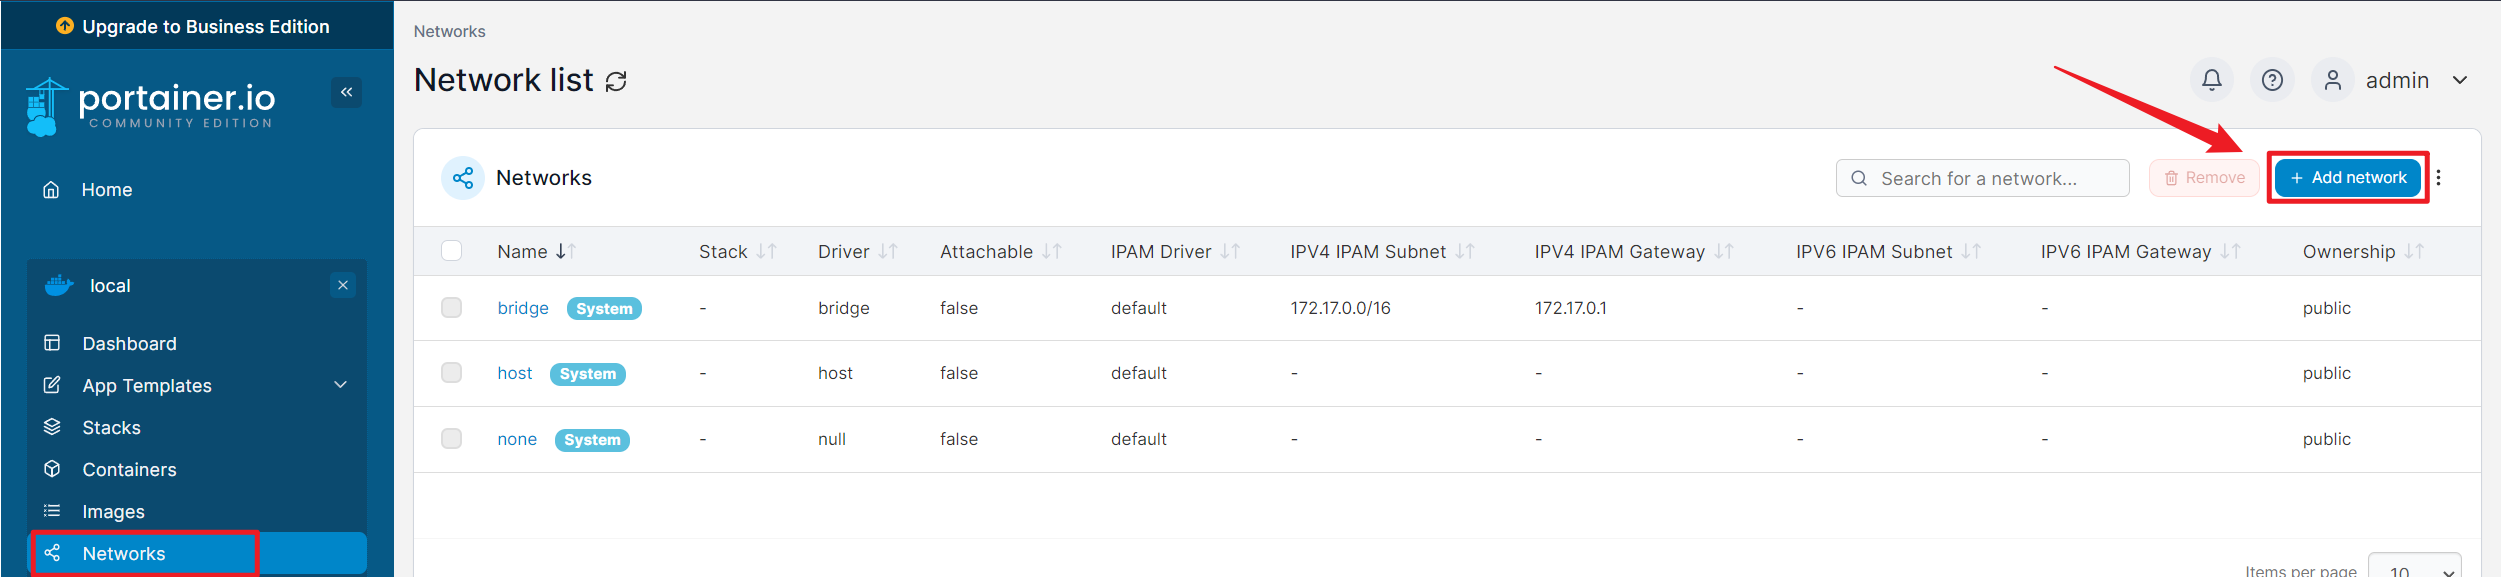 Upgrade to Business Edition
portainer.io
COMMUNITY EDITION
Home
local
Dashboard
App Templates
Stacks
Containers
Images
Networks
Networks
Network list
admin
Networks
Search for a network...
Remove
Add network
Name Stack Driver Attachable IPAM Driver IPV4 IPAM Subnet IPV4 IPAM Gateway IPV6 IPAM Subnet IPV6 IPAM Gateway Ownership
bridge System - bridge false default 172.17.0.0/16 172.17.0.1 - - public
host System - host false default - - - - public
none System - null false default - - - - public
Items per page 10